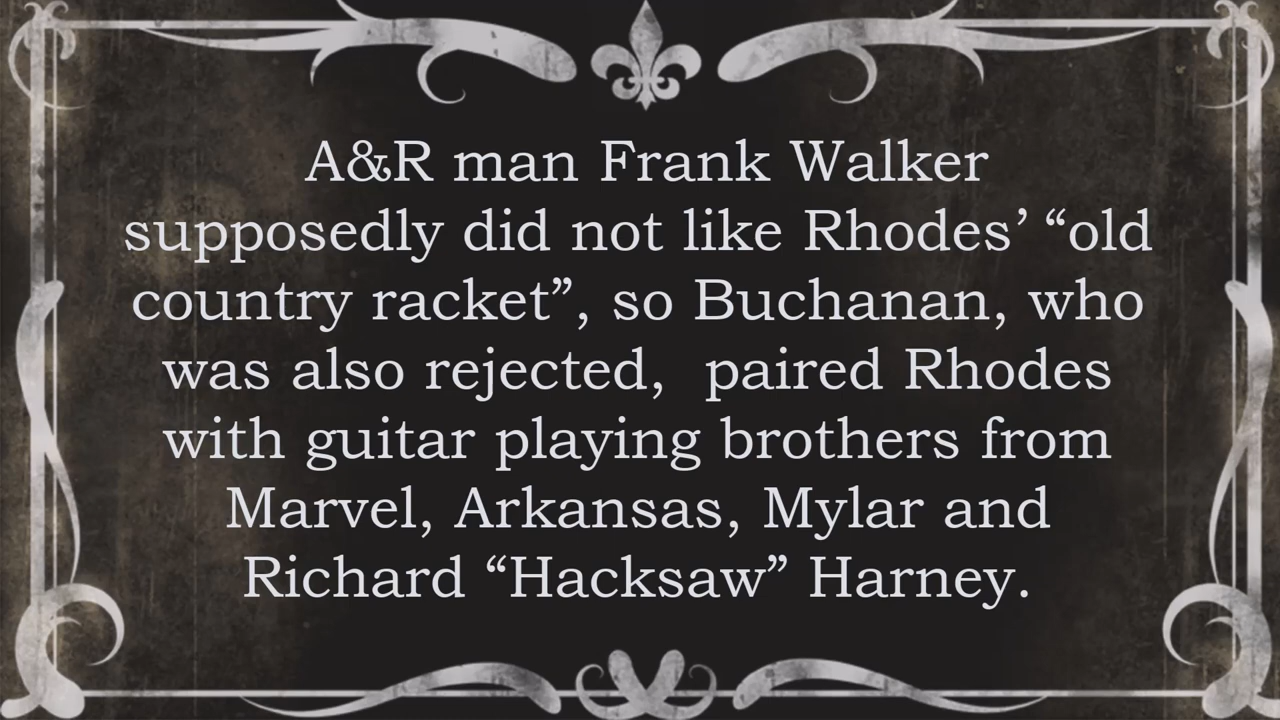 A&R man Frank Walker
supposedly did not like Rhodes’ “old
country racket”, so Buchanan, who
was also rejected,  paired Rhodes
with guitar playing brothers from
Marvel, Arkansas, Mylar and
Richard “Hacksaw” Harney.